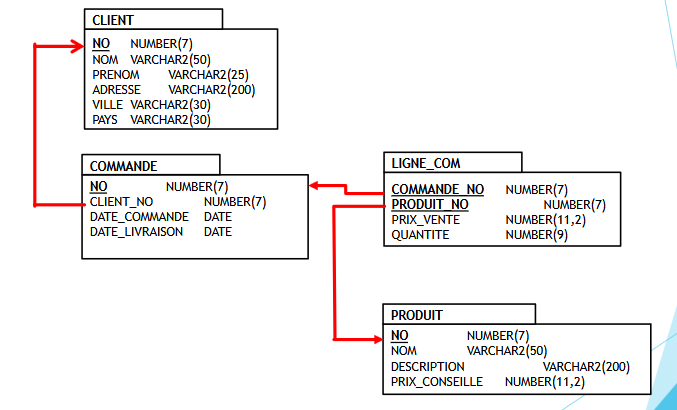 CLIENT
NO NUMBER(7)
NOM VARCHAR2(50)
PRENOM VARCHAR2(25)
ADRESSE VARCHAR2(200)
VILLE VARCHAR2(30)
PAYS VARCHAR2(30)
COMMANDE
NO NUMBER(7)
CLIENT_NO NUMBER(7)
DATE_COMMANDE DATE
DATE_LIVRAISON DATE
LIGNE_COM
COMMANDE_NO NUMBER(7)
PRODUIT_NO NUMBER(7)
PRIX_VENTE NUMBER(11,2)
QUANTITE NUMBER(9)
PRODUIT
NO NUMBER(7)
NOM VARCHAR2(50)
DESCRIPTION VARCHAR2(200)
PRIX_CONSEILLE NUMBER(11,2)